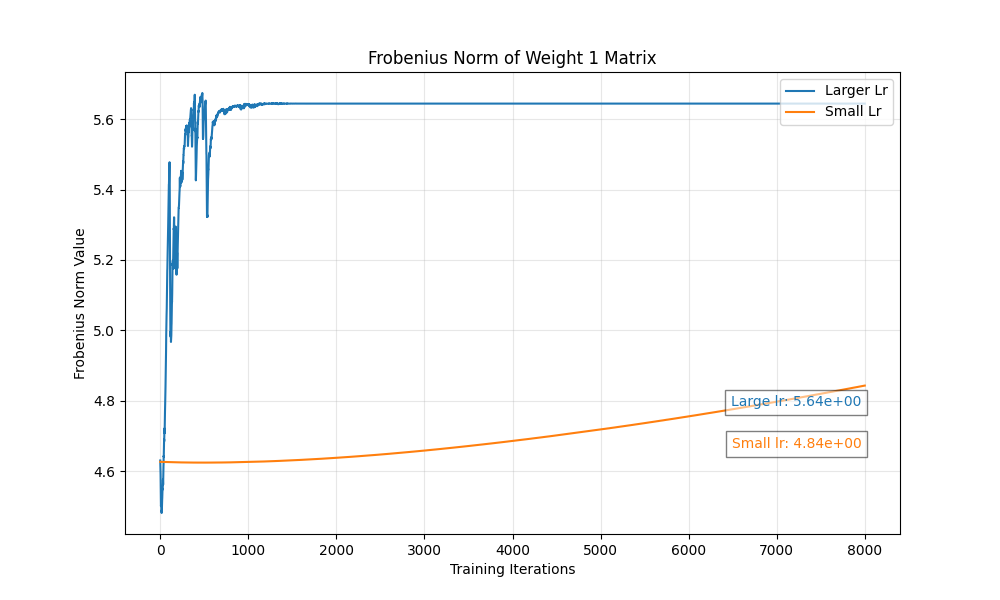 Frobenius Norm of Weight 1 Matrix
Larger Lr
Small Lr
Frobenius Norm Value
5.6
5.4
5.2
5.0
4.8
4.6
Large lr: 5.64e+00
Small lr: 4.84e+00
0
1000
2000
3000
4000
5000
6000
7000
8000
Training Iterations